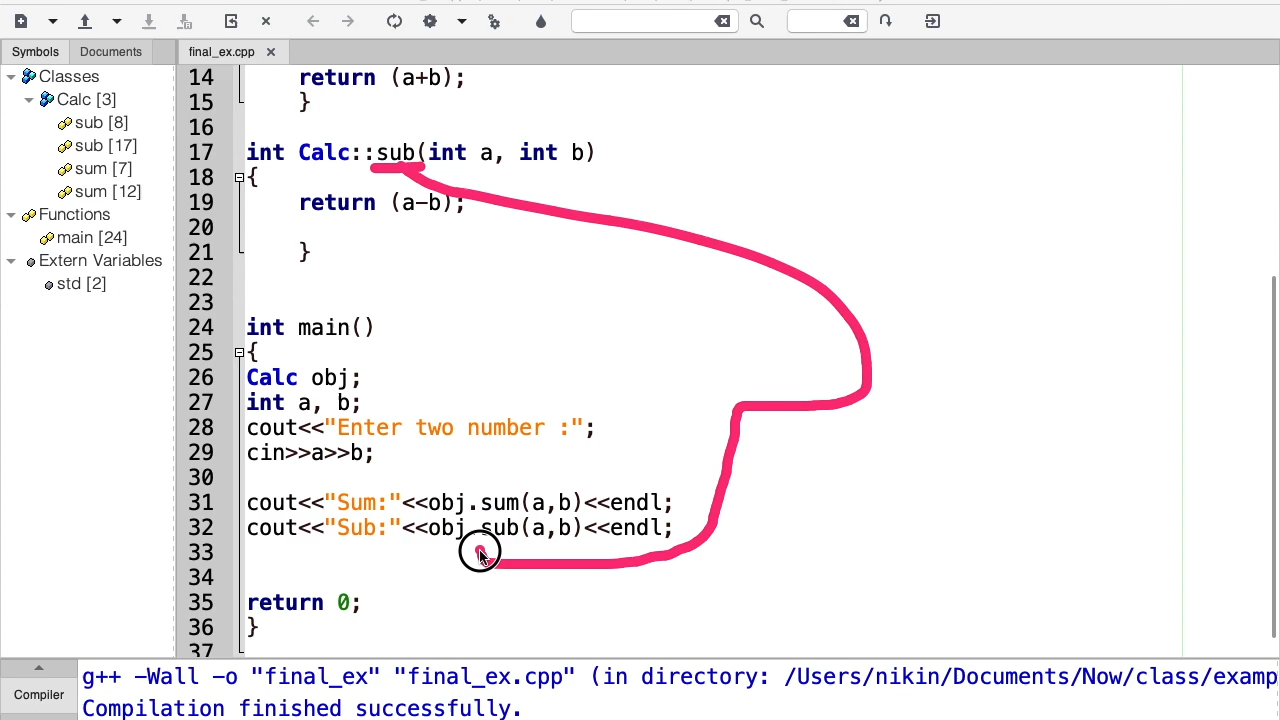 Symbols
Documents
final_ex.cpp
Classes
Calc [3]
sub [8]
sub [17]
sum [7]
sum [12]
Functions
main [24]
Extern Variables
std [2]
14 return (a+b);
15 }
16
17 int Calc::sub(int a, int b)
18 {
19 return (a-b);
20
21 }
22
23
24 int main()
25 {
26 Calc obj;
27 int a, b;
28 cout<<"Enter two number :";
29 cin>>a>>b;
30
31 cout<<"Sum:"<<obj.sum(a,b)<<endl;
32 cout<<"Sub:"<<obj.sub(a,b)<<endl;
33
34
35 return 0;
36 }
37
Compiler
g++ -Wall -o "final_ex" "final_ex.cpp" (in directory: /Users/nikin/Documents/Now/class/examp
Compilation finished successfully.